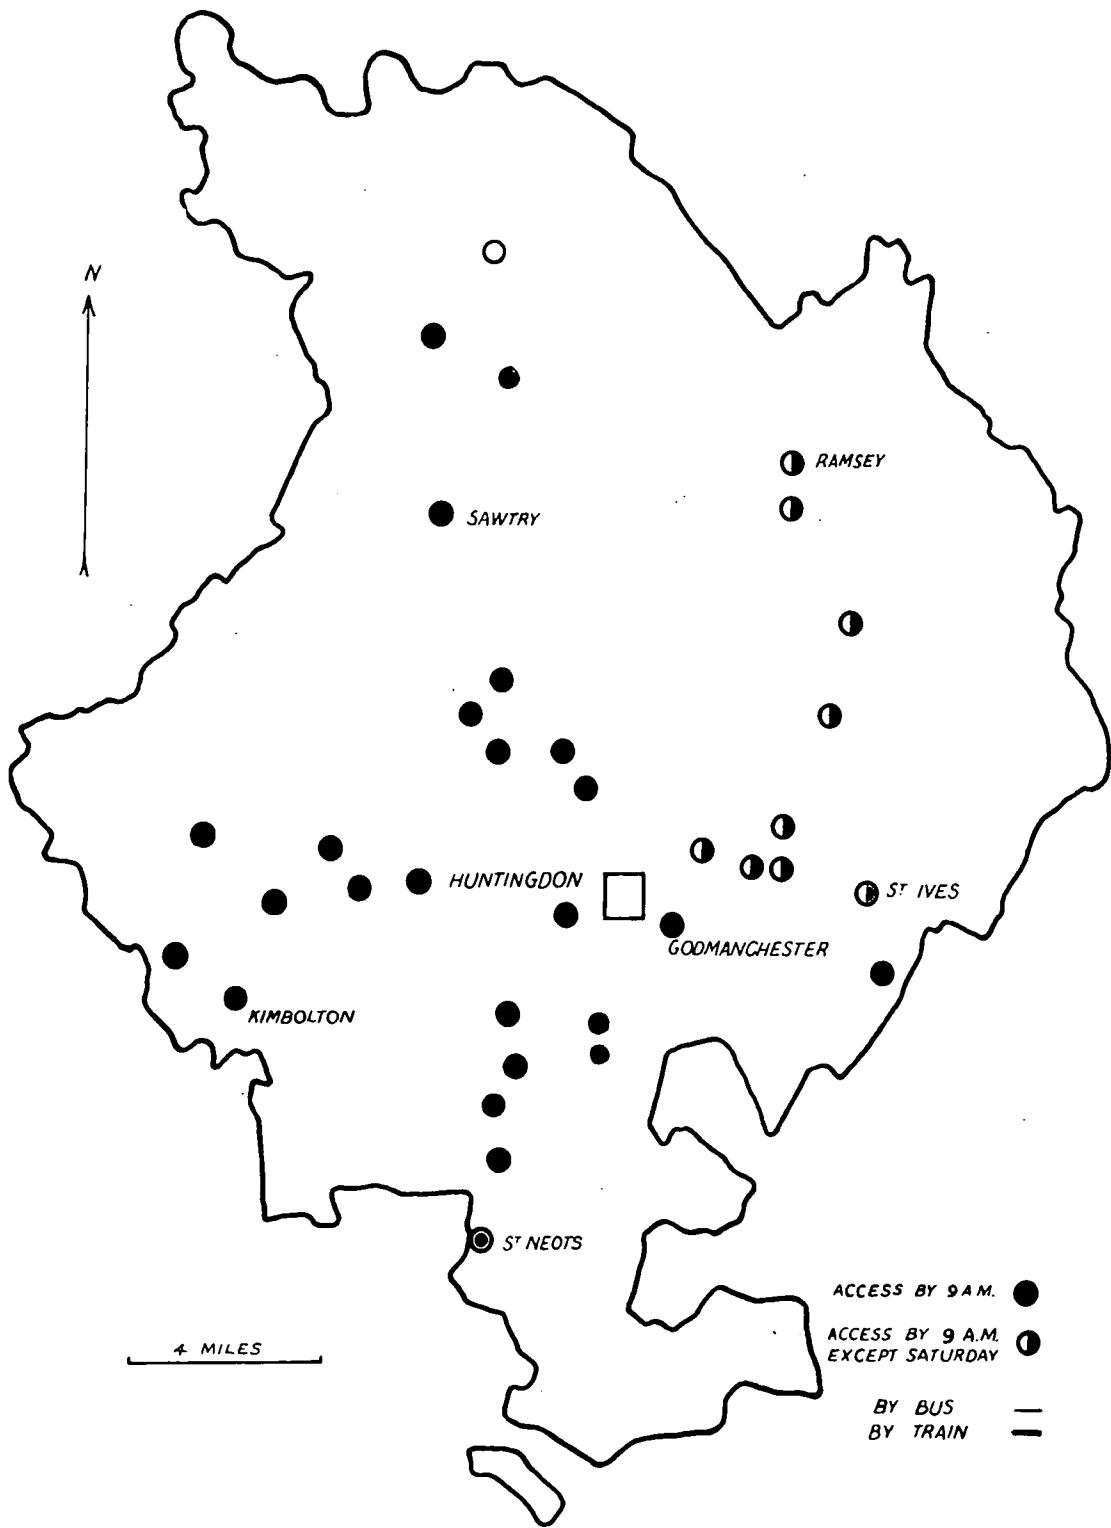 N
RAMSEY
SAWTRY
HUNTINGDON
ST IVES
GODMANCHESTER
KIMBOLTON
ST NEOTS
ACCESS BY 9 A M.
4 MILES
ACCESS BY 9 A.M.
EXCEPT SATURDAY
BY BUS
BY TRAIN